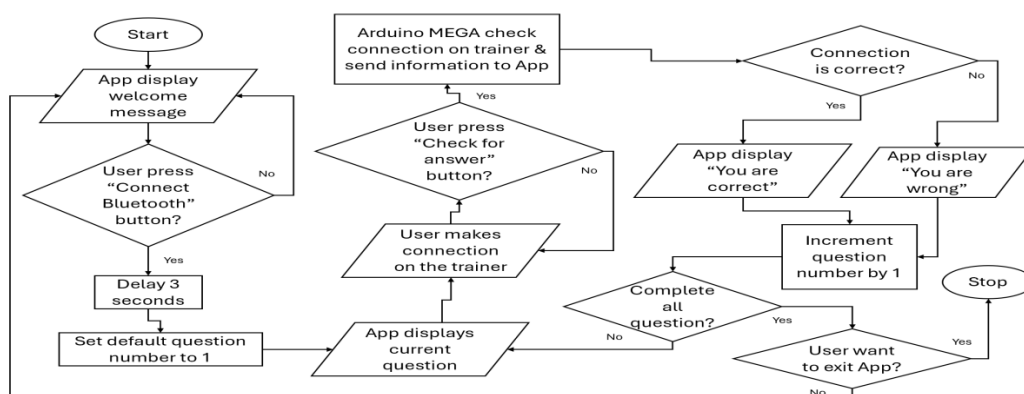 Start
App display
welcome
message
No
User press
“Connect
Bluetooth”
button?
Yes
Delay 3
seconds
Set default question
number to 1
App displays
current
question
User makes
connection
on the trainer
User press
“Check for
answer”
button?
No
Yes
Arduino MEGA check
connection on trainer &
send information to App
Connection
is correct?
No
Yes
App display
“You are
correct”
App display
“You are
wrong”
Increment
question
number by 1
Complete
all
question?
No
Yes
User want
to exit App?
Yes
No
Stop